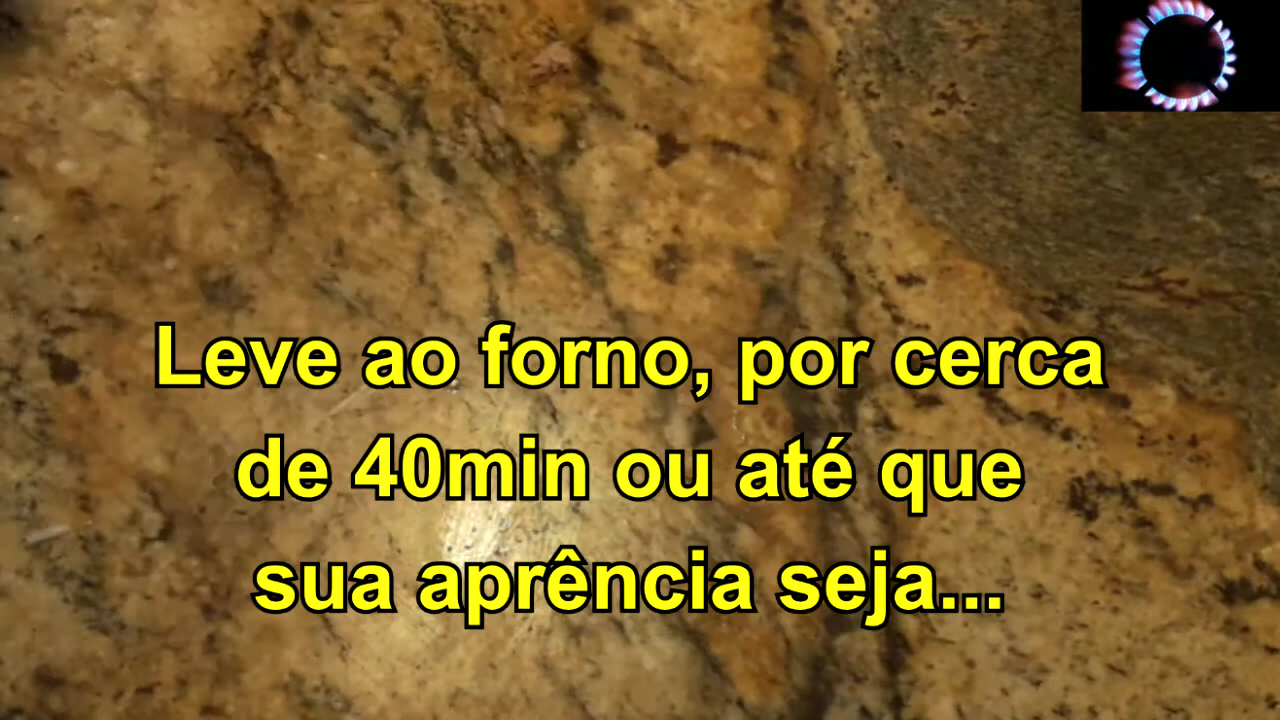 Leve ao forno, por cerca
de 40min ou até que
sua aprência seja...